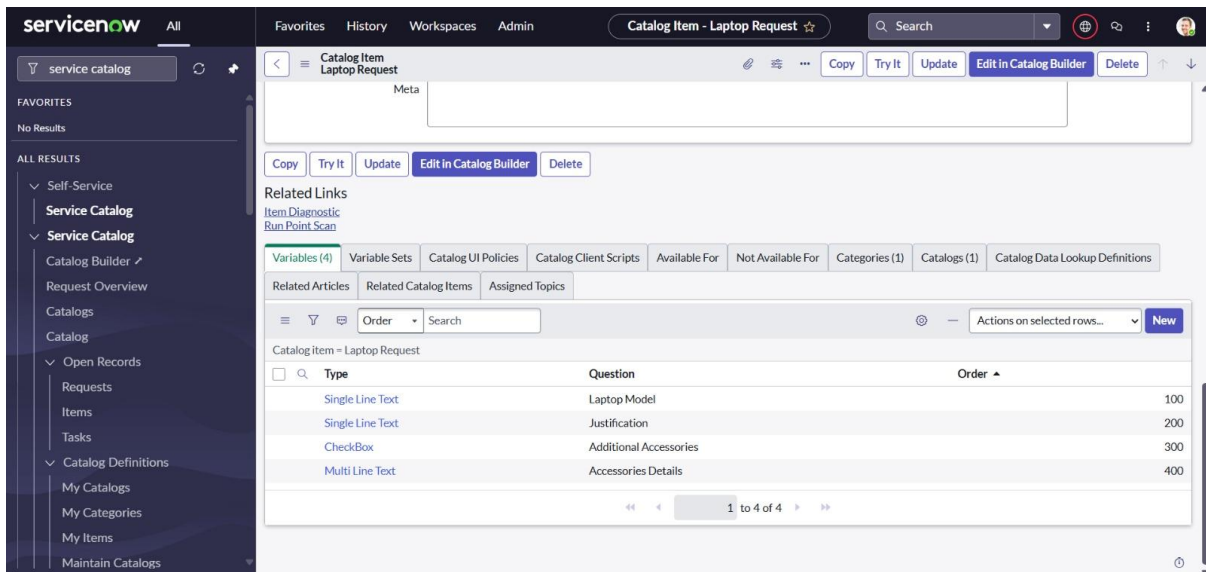 servicenow All Favorites History Workspaces Admin Catalog Item - Laptop Request Search
service catalog
FAVORITES
No Results
ALL RESULTS
Self-Service
Service Catalog
Service Catalog
Catalog Builder
Request Overview
Catalogs
Catalog
Open Records
Requests
Items
Tasks
Catalog Definitions
My Catalogs
My Categories
My Items
Maintain Catalogs
Catalog Item
Laptop Request
Copy Try It Update Edit in Catalog Builder Delete
Meta
Copy Try It Update Edit in Catalog Builder Delete
Related Links
Item Diagnostic
Run Point Scan
Variables (4) Variable Sets Catalog UI Policies Catalog Client Scripts Available For Not Available For Categories (1) Catalogs (1) Catalog Data Lookup Definitions
Related Articles Related Catalog Items Assigned Topics
Order Search Actions on selected rows... New
Catalog item = Laptop Request
Type Question Order
Single Line Text Laptop Model 100
Single Line Text Justification 200
CheckBox Additional Accessories 300
Multi Line Text Accessories Details 400
1 to 4 of 4